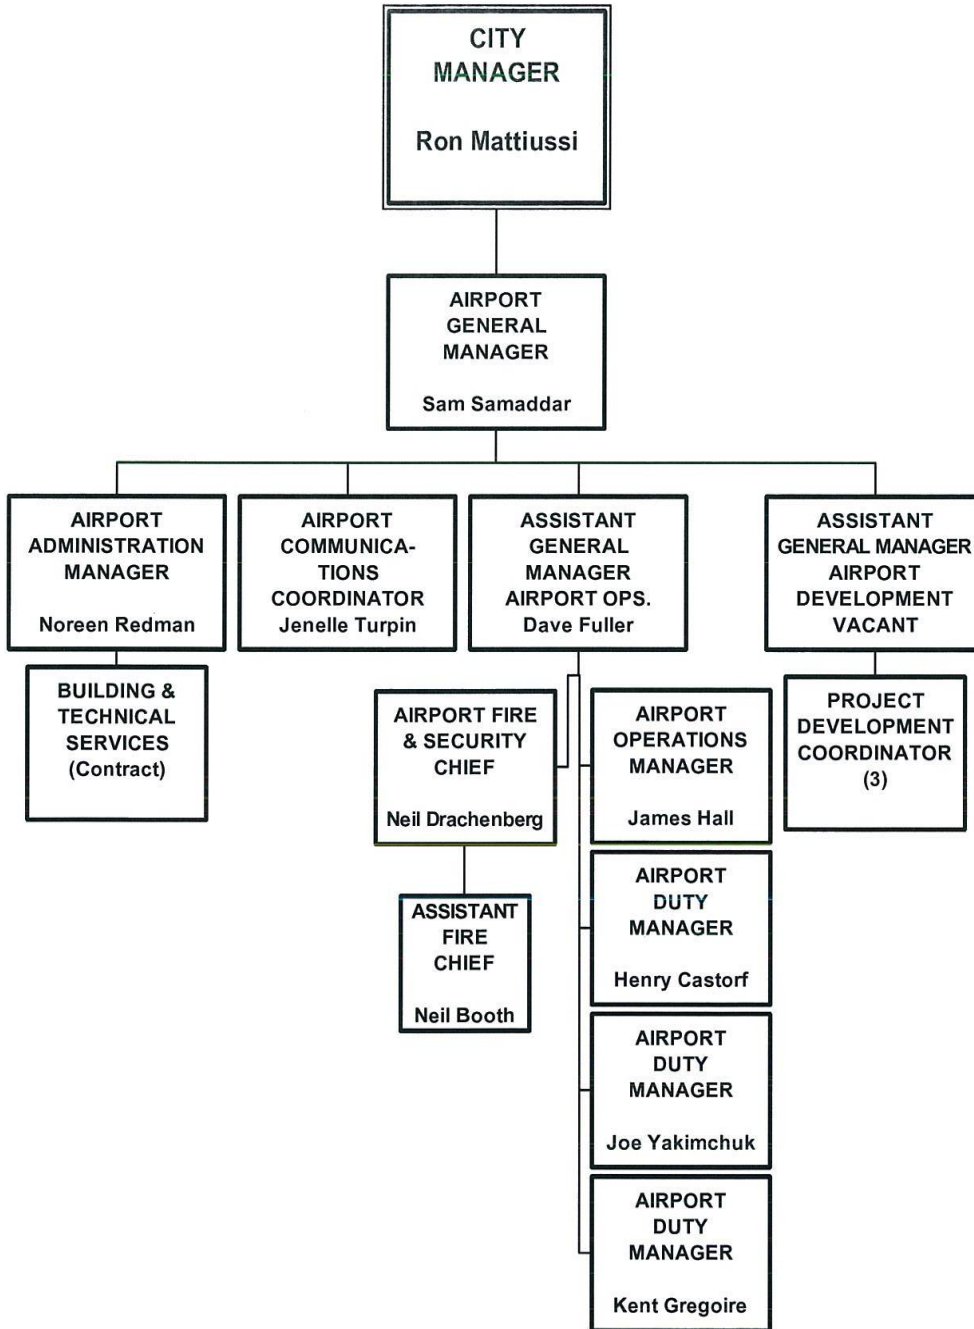 CITY
MANAGER
Ron Mattiussi
AIRPORT
GENERAL
MANAGER
Sam Samaddar
AIRPORT
ADMINISTRATION
MANAGER
Noreen Redman
AIRPORT
COMMUNICA-
TIONS
COORDINATOR
Jenelle Turpin
ASSISTANT
GENERAL
MANAGER
AIRPORT OPS.
Dave Fuller
ASSISTANT
GENERAL MANAGER
AIRPORT
DEVELOPMENT
VACANT
BUILDING &
TECHNICAL
SERVICES
(Contract)
AIRPORT FIRE
& SECURITY
CHIEF
Neil Drachenberg
AIRPORT
OPERATIONS
MANAGER
James Hall
PROJECT
DEVELOPMENT
COORDINATOR
(3)
ASSISTANT
FIRE
CHIEF
Neil Booth
AIRPORT
DUTY
MANAGER
Henry Castorf
AIRPORT
DUTY
MANAGER
Joe Yakimchuk
AIRPORT
DUTY
MANAGER
Kent Gregoire